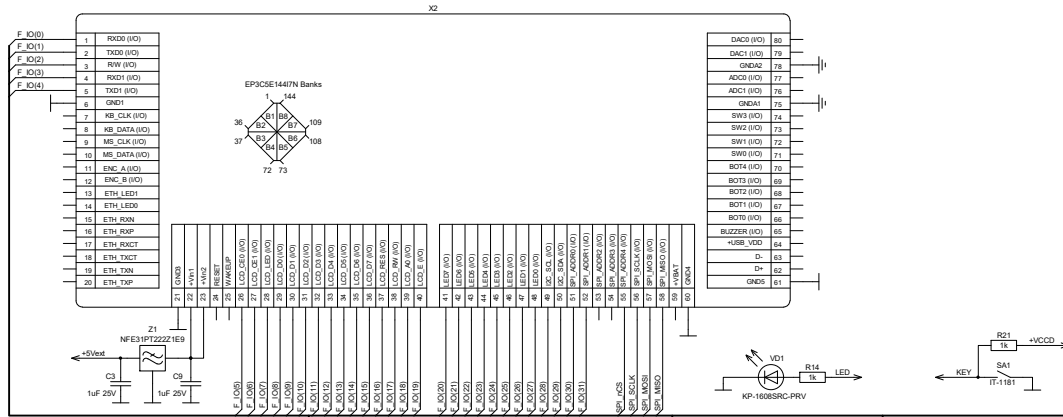 X2
F_IO(0)
F_IO(1)
F_IO(2)
F_IO(3)
F_IO(4)
1 RXD0 (I/O)
2 TXD0 (I/O)
3 R/W (I/O)
4 RXD1 (I/O)
5 TXD1 (I/O)
6 GND1
7 KB_CLK (I/O)
8 KB_DATA (I/O)
9 MS_CLK (I/O)
10 MS_DATA (I/O)
11 ENC_A (I/O)
12 ENC_B (I/O)
13 ETH_LED1
14 ETH_LED0
15 ETH_RXN
16 ETH_RXP
17 ETH_RXCT
18 ETH_TXCT
19 ETH_TXN
20 ETH_TXP
EP3C5E144I7N Banks
1 144
36 B1 B8 109
B2 B7
37 B3 B6 108
B4 B5
72 73
DAC0 (I/O) 80
DAC1 (I/O) 79
GNDA2 78
ADC0 (I/O) 77
ADC1 (I/O) 76
GNDA1 75
SW3 (I/O) 74
SW2 (I/O) 73
SW1 (I/O) 72
SW0 (I/O) 71
BOT4 (I/O) 70
BOT3 (I/O) 69
BOT2 (I/O) 68
BOT1 (I/O) 67
BOT0 (I/O) 66
BUZZER (I/O) 65
+USB_VDD 64
D- 63
D+ 62
GND5 61
21 GND3
22 +Vin1
23 +Vin2
24 RESET
25 WAKEUP
26 LCD_CE0 (I/O)
27 LCD_CE1 (I/O)
28 LCD_LED (I/O)
29 LCD_D0 (I/O)
30 LCD_D1 (I/O)
31 LCD_D2 (I/O)
32 LCD_D3 (I/O)
33 LCD_D4 (I/O)
34 LCD_D5 (I/O)
35 LCD_D6 (I/O)
36 LCD_D7 (I/O)
37 LCD_RES (I/O)
38 LCD_RW (I/O)
39 LCD_A0 (I/O)
40 LCD_E (I/O)
41 LED7 (I/O)
42 LED6 (I/O)
43 LED5 (I/O)
44 LED4 (I/O)
45 LED3 (I/O)
46 LED2 (I/O)
47 LED1 (I/O)
48 LED0 (I/O)
49 I2C_SCL (I/O)
50 I2C_SDA (I/O)
51 SPI_ADDR0 (I/O)
52 SPI_ADDR1 (I/O)
53 SPI_ADDR2 (I/O)
54 SPI_ADDR3 (I/O)
55 SPI_ADDR4 (I/O)
56 SPI_SCLK (I/O)
57 SPI_MOSI (I/O)
58 SPI_MISO (I/O)
59 +VBAT
60 GND4
F_IO(5)
F_IO(6)
F_IO(7)
F_IO(8)
F_IO(9)
F_IO(10)
F_IO(11)
F_IO(12)
F_IO(13)
F_IO(14)
F_IO(15)
F_IO(16)
F_IO(17)
F_IO(18)
F_IO(19)
F_IO(20)
F_IO(21)
F_IO(22)
F_IO(23)
F_IO(24)
F_IO(25)
F_IO(26)
F_IO(27)
F_IO(28)
F_IO(29)
F_IO(30)
F_IO(31)
SPI_nCS
SPI_SCLK
SPI_MOSI
SPI_MISO
Z1
NFE31PT222Z1E9
+5Vext
C3
1uF 25V
C9
1uF 25V
VD1
KP-1608SRC-PRV
R14
1k
LED
R21
1k
+VCCD
KEY
SA1
IT-1181